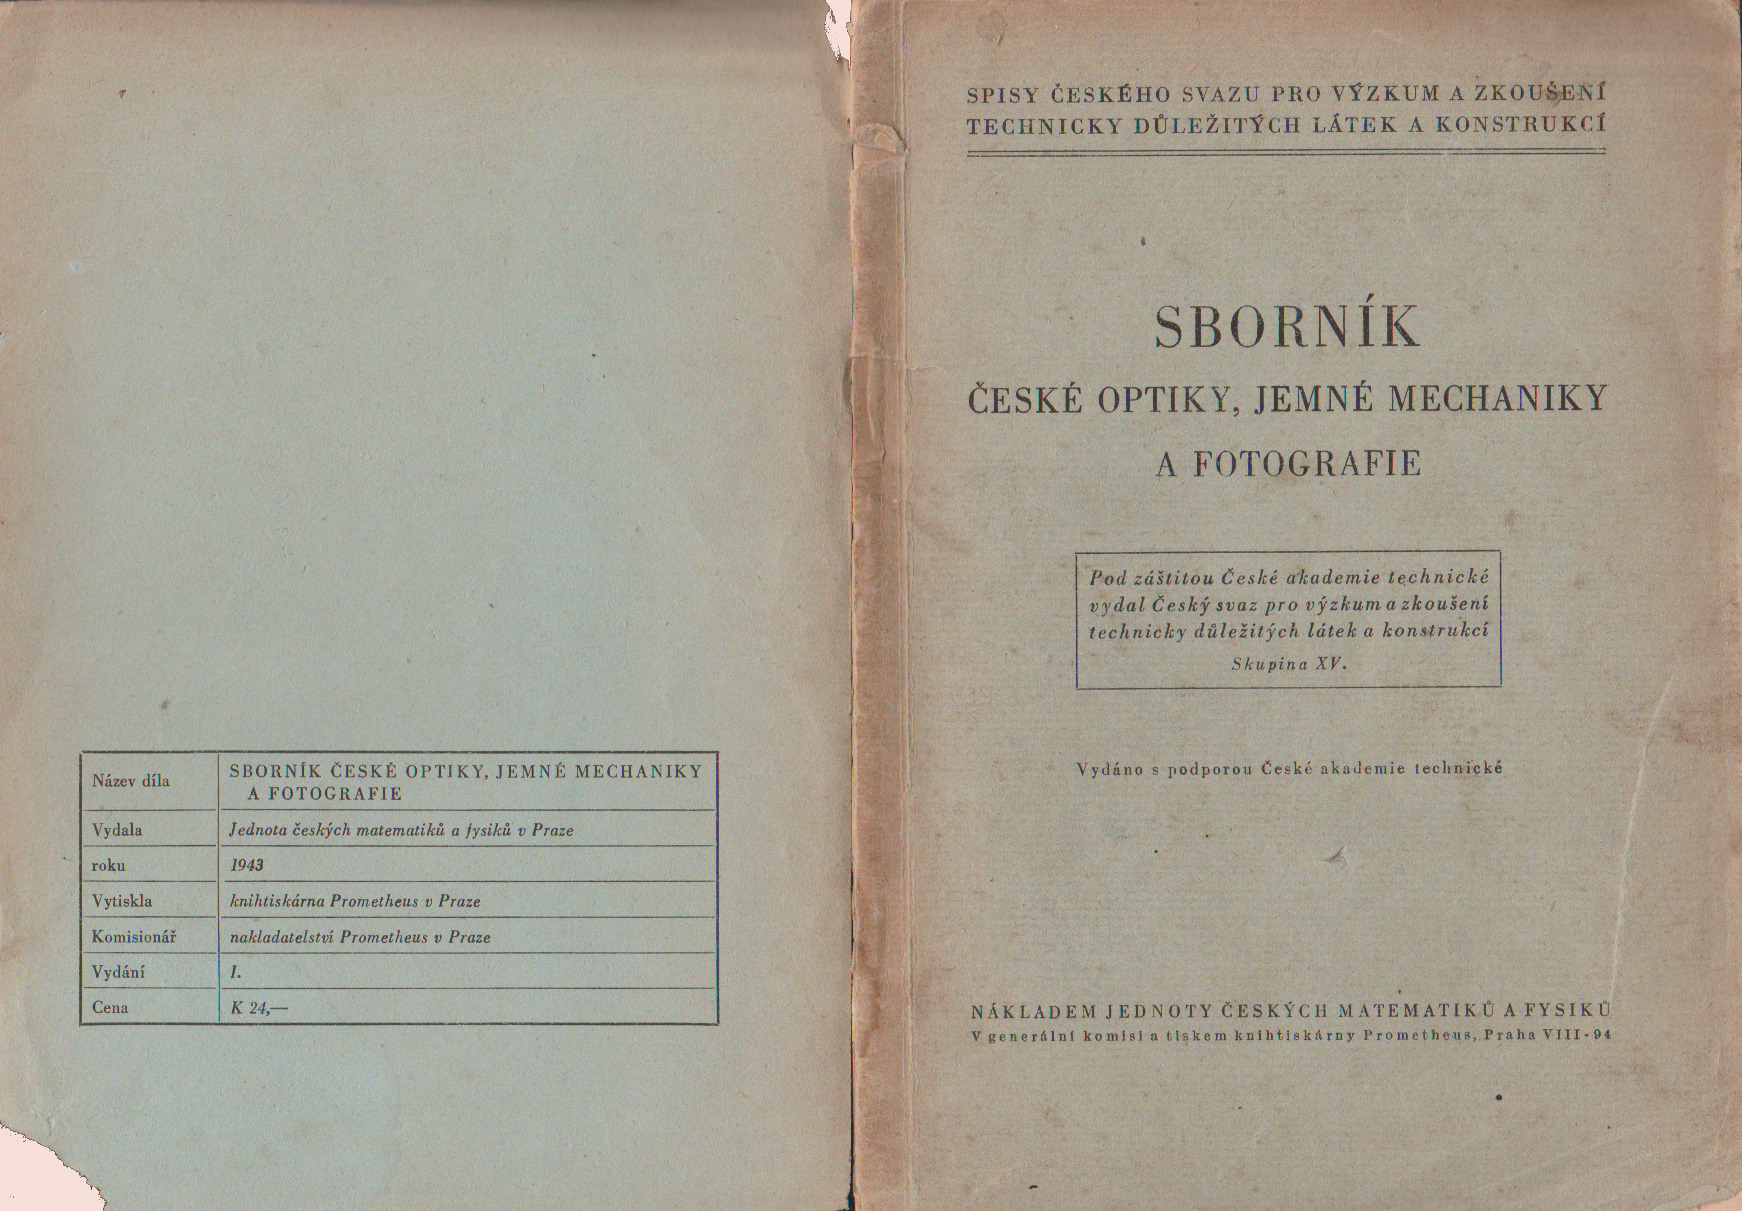 SPISY ČESKÉHO SVAZU PRO VÝZKUM A ZKOUŠENÍ
TECHNICKY DŮLEŽITÝCH LÁTEK A KONSTRUKCÍ
SBORNÍK
ČESKÉ OPTIKY, JEMNÉ MECHANIKY
A FOTOGRAFIE
Pod záštitou České akademie technické
vydal Český svaz pro výzkum a zkoušení
technicky důležitých látek a konstrukcí
Skupina XV.
Vydáno s podporou České akademie technické
NÁKLADEM JEDNOTY ČESKÝCH MATEMATIKŮ A FYSIKŮ
V generální komisi a tiskem knihtiskárny Prometheus, Praha VIII-94
Název díla SBORNÍK ČESKÉ OPTIKY, JEMNÉ MECHANIKY
A FOTOGRAFIE
Vydala Jednota českých matematiků a fysiků v Praze
roku 1943
Vytiskla knihtiskárna Prometheus v Praze
Komisionář nakladatelství Prometheus v Praze
Vydání I.
Cena K 24,—